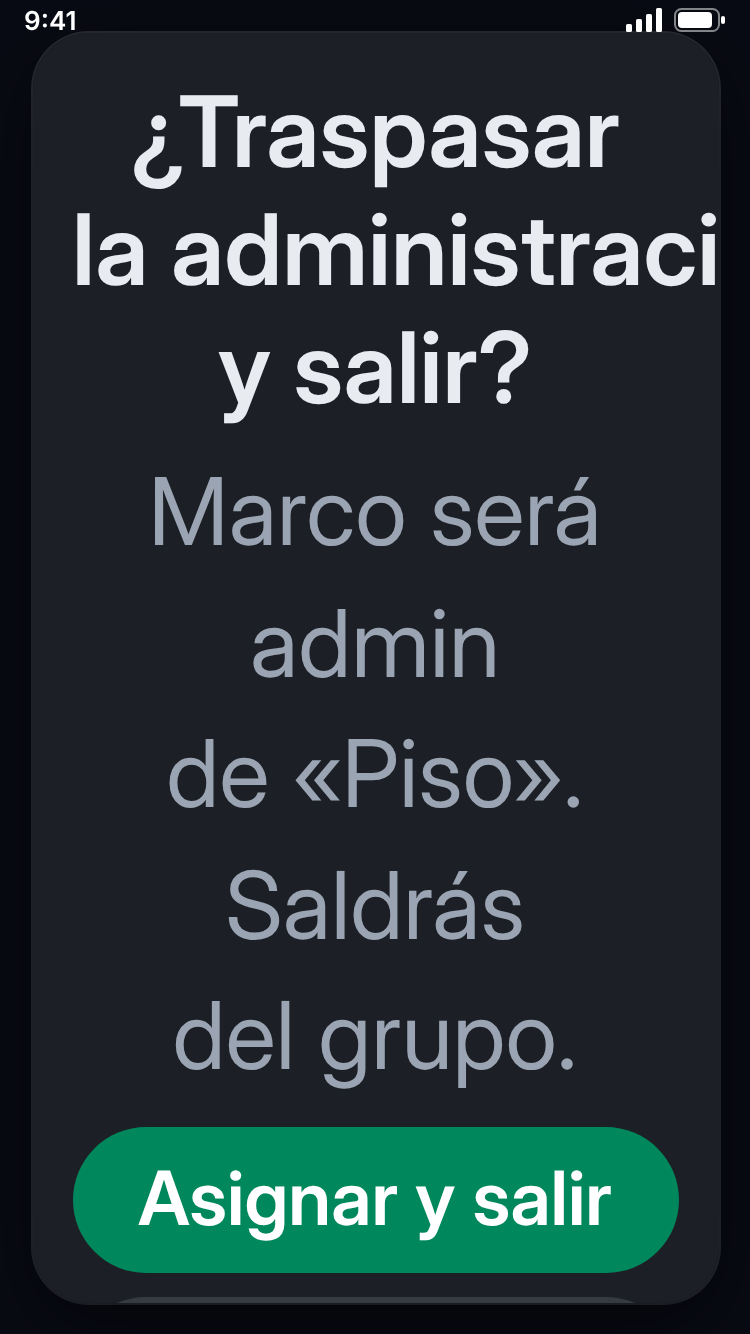 9:41
¿Traspasar
la administraci
y salir?
Marco será
admin
de «Piso».
Saldrás
del grupo.
Asignar y salir